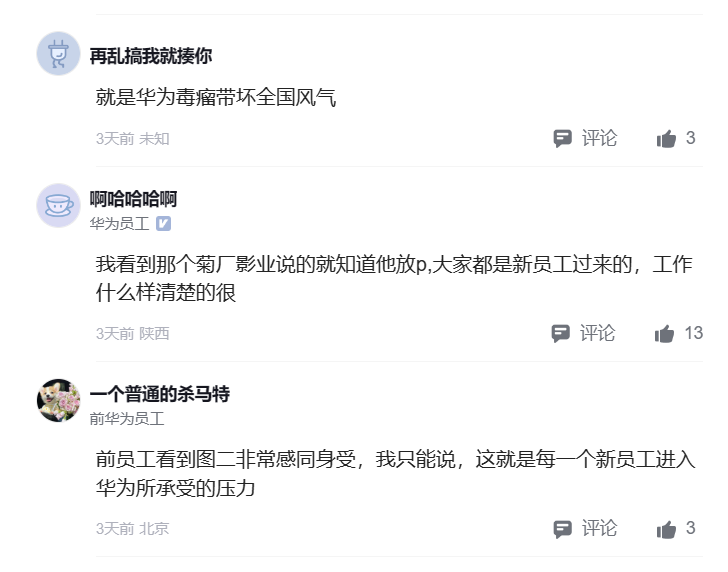 再乱搞我就揍你
就是华为毒瘤带坏全国风气
3天前 未知 评论 3
啊哈哈哈啊
华为员工
我看到那个菊厂影业说的就知道他放p,大家都是新员工过来的，工作
什么样清楚的很
3天前 陕西 评论 13
一个普通的杀马特
前华为员工
前员工看到图二非常感同身受，我只能说，这就是每一个新员工进入
华为所承受的压力
3天前 北京 评论 3